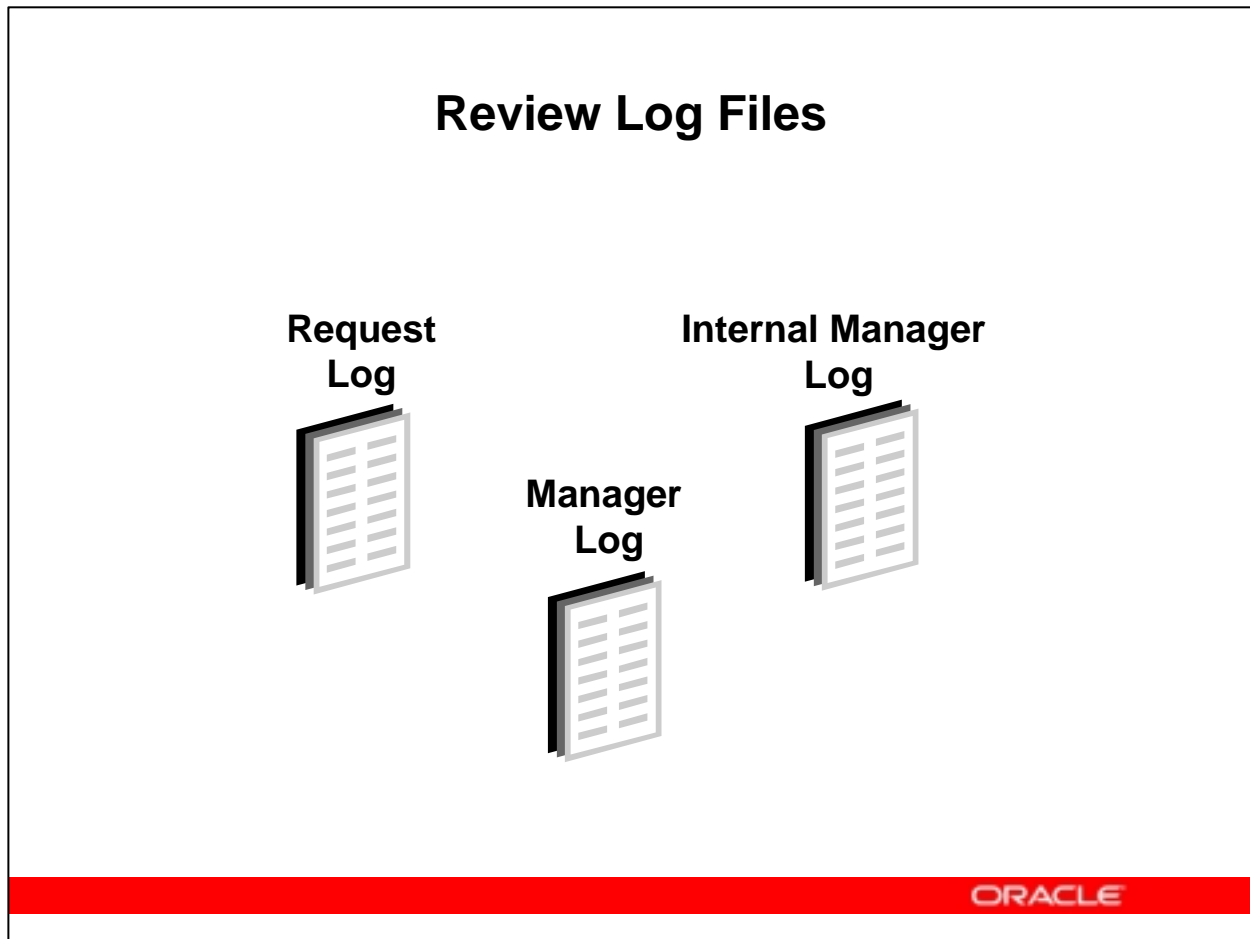 Review Log Files
Request
Log
Internal Manager
Log
Manager
Log
ORACLE